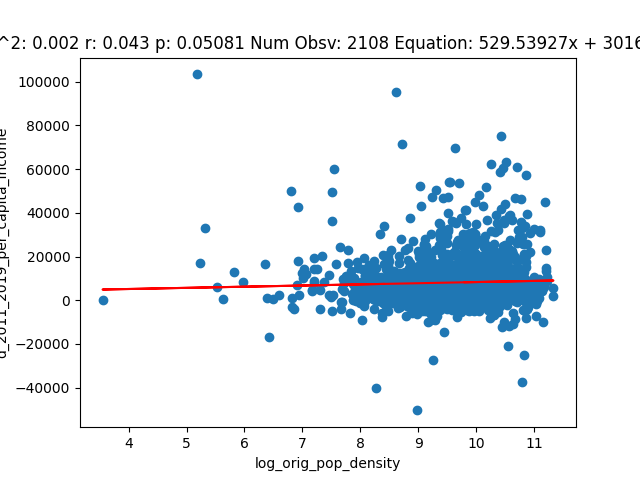 ^2: 0.002 r: 0.043 p: 0.05081 Num Obsv: 2108 Equation: 529.53927x + 3016
100000
80000
60000
40000
20000
0
−20000
−40000
d_2011_2019_per_capita_income
4 5 6 7 8 9 10 11
log_orig_pop_density